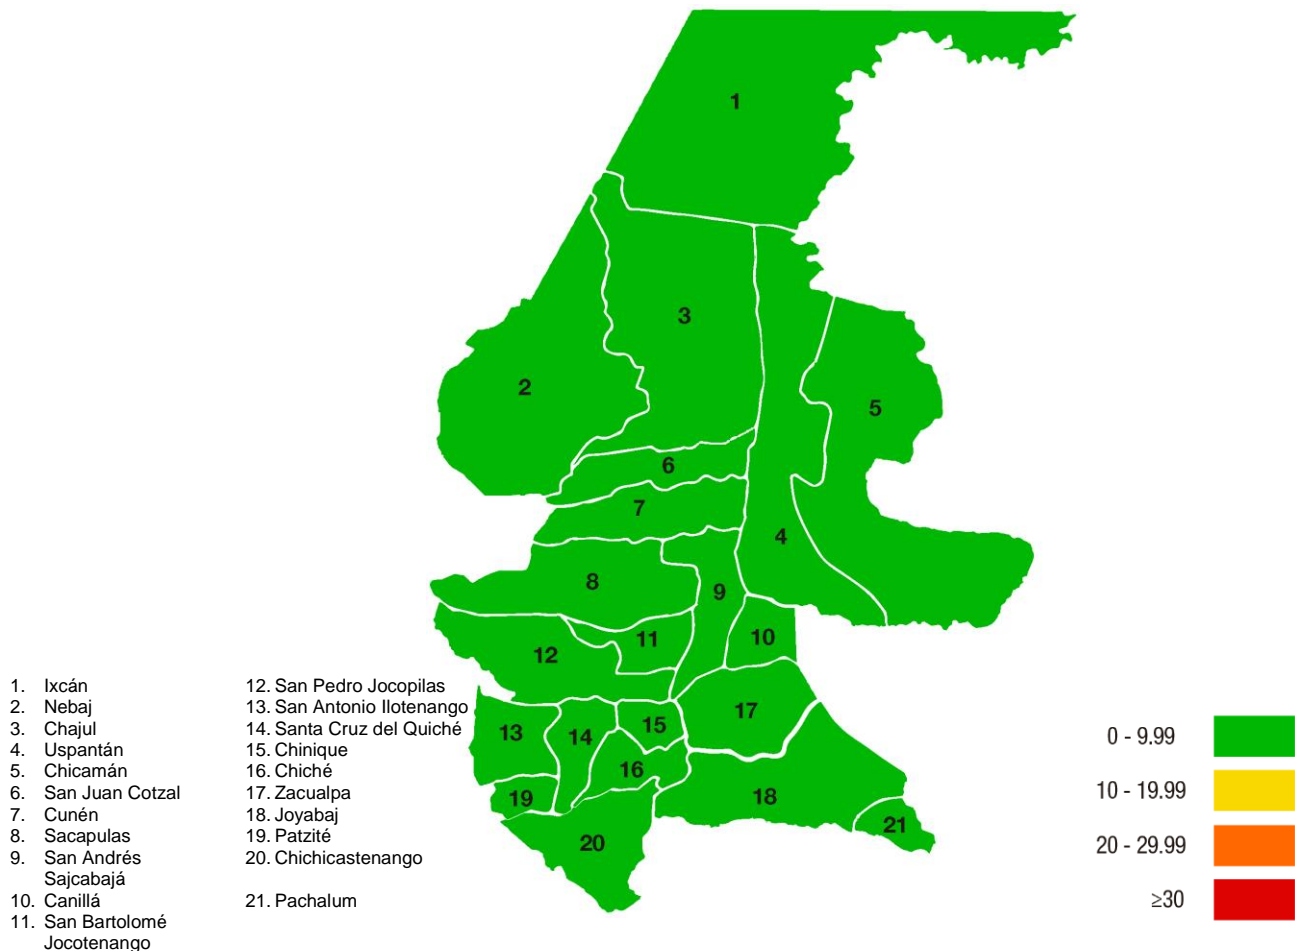 1
3
2
5
6
7
4
8
9
10
11
12
17
15
13
14
16
19
18
21
20
1. Ixcán
2. Nebaj
3. Chajul
4. Uspantán
5. Chicamán
6. San Juan Cotzal
7. Cunén
8. Sacapulas
9. San Andrés
Sajcabajá
10. Canillá
11. San Bartolomé
Jocotenango
12. San Pedro Jocopilas
13. San Antonio Ilotenango
14. Santa Cruz del Quiché
15. Chinique
16. Chiché
17. Zacualpa
18. Joyabaj
19. Patzité
20. Chichicastenango
21. Pachalum
0 - 9.99
10 - 19.99
20 - 29.99
≥30